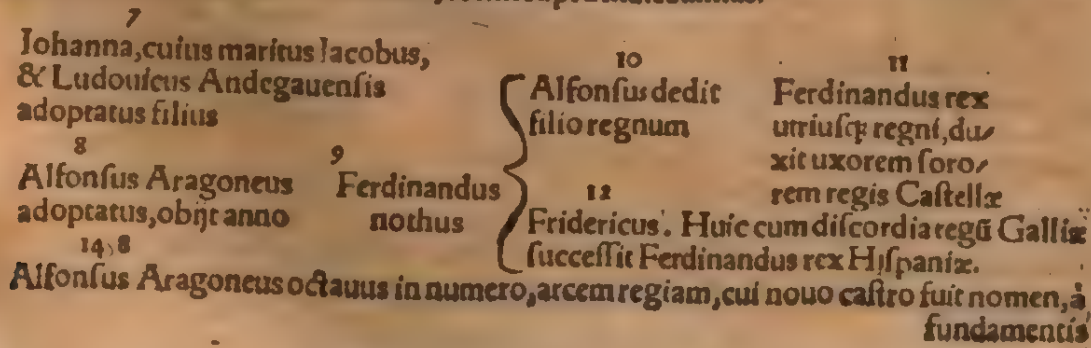 7
Iohanna, cuius maritus Iacobus,
& Ludouicus Andegauenſis
adoptatus filius
8
Alfonſus Aragoneus
adoptatus, obijt anno
1458
9
Ferdinandus
nothus
10
Alfonſus dedit
filio regnum
11
Ferdinandus rex
utriuſq̃ regni, du-
xit uxorem ſoro-
rem regis Caſtellæ
12
Fridericus. Huic cum diſcordia regũ Galliæ
ſucceſſit Ferdinandus rex Hiſpaniæ.
Alfonſus Aragoneus octauus in numero, arcem regiam, cui nouo caſtro fuit nomen, à
fundamentis